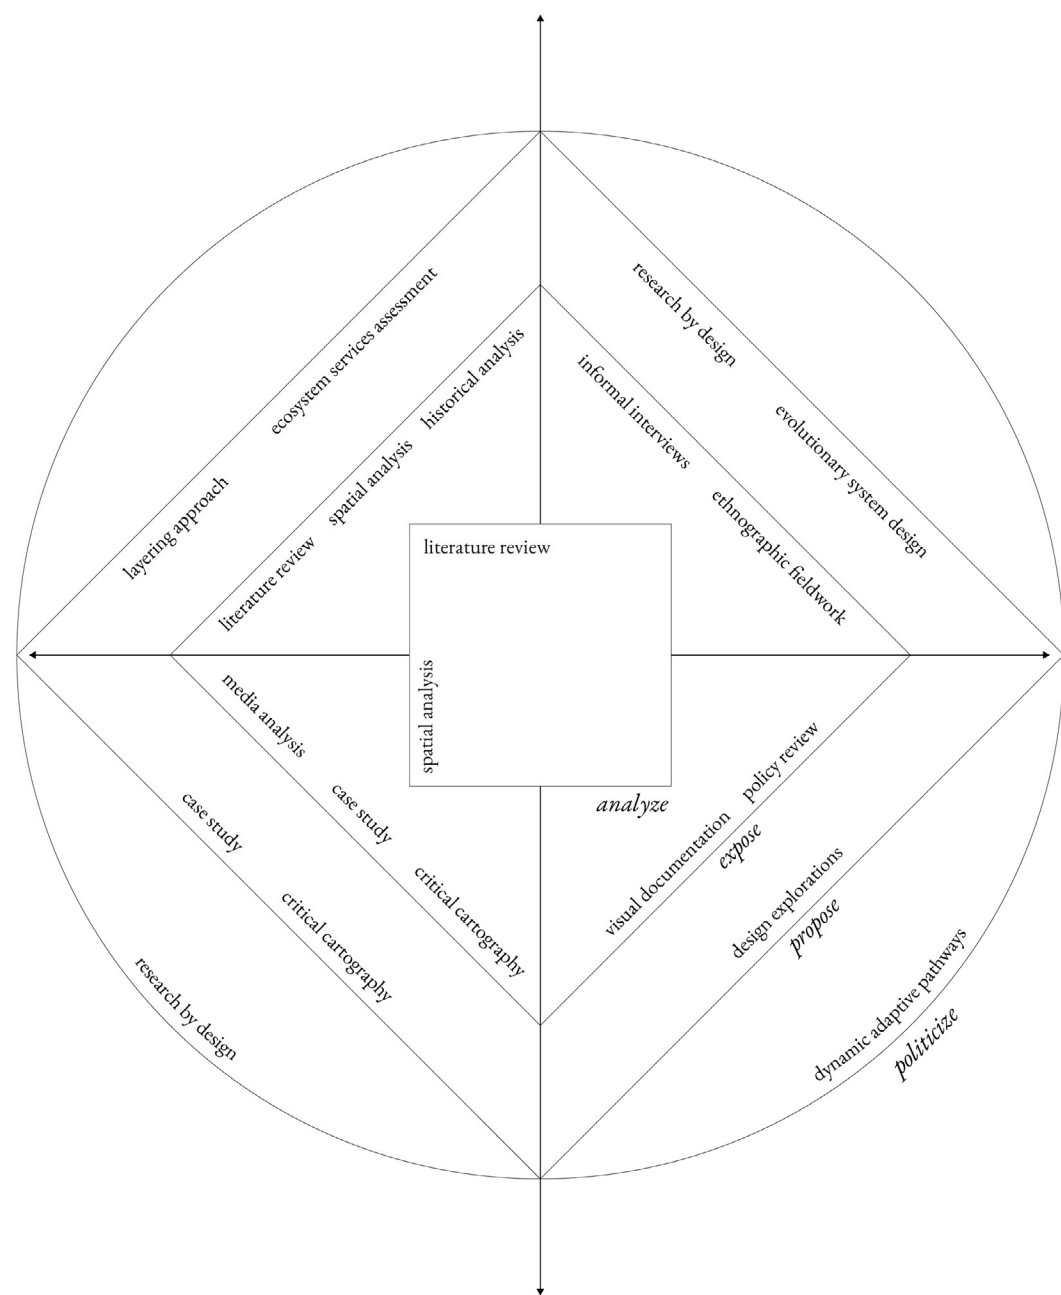 ecosystem services assessment
layering approach
research by design
evolutionary system design
historical analysis
spatial analysis
literature review
informal interviews
ethnographic fieldwork
literature review
spatial analysis
analyze
media analysis
case study
critical cartography
policy review
visual documentation
expose
case study
critical cartography
design explorations
propose
research by design
dynamic adaptive pathways
politicize